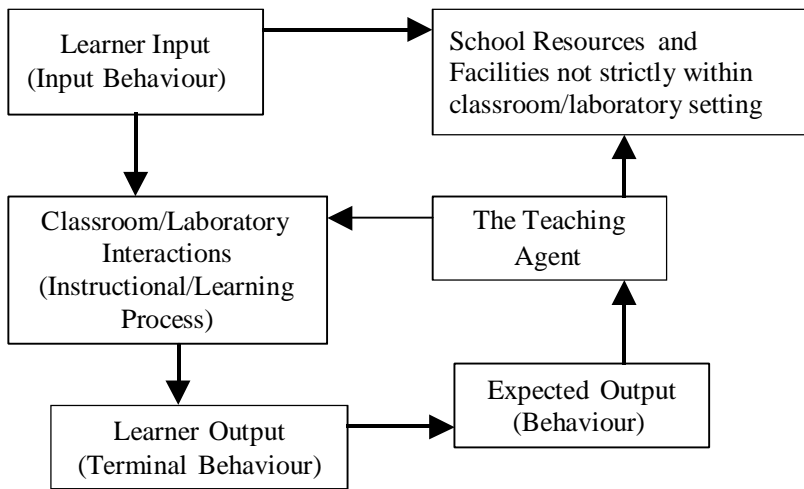 Learner Input
(Input Behaviour)
School Resources and
Facilities not strictly within
classroom/laboratory setting
Classroom/Laboratory
Interactions
(Instructional/Learning
Process)
The Teaching
Agent
Expected Output
(Behaviour)
Learner Output
(Terminal Behaviour)